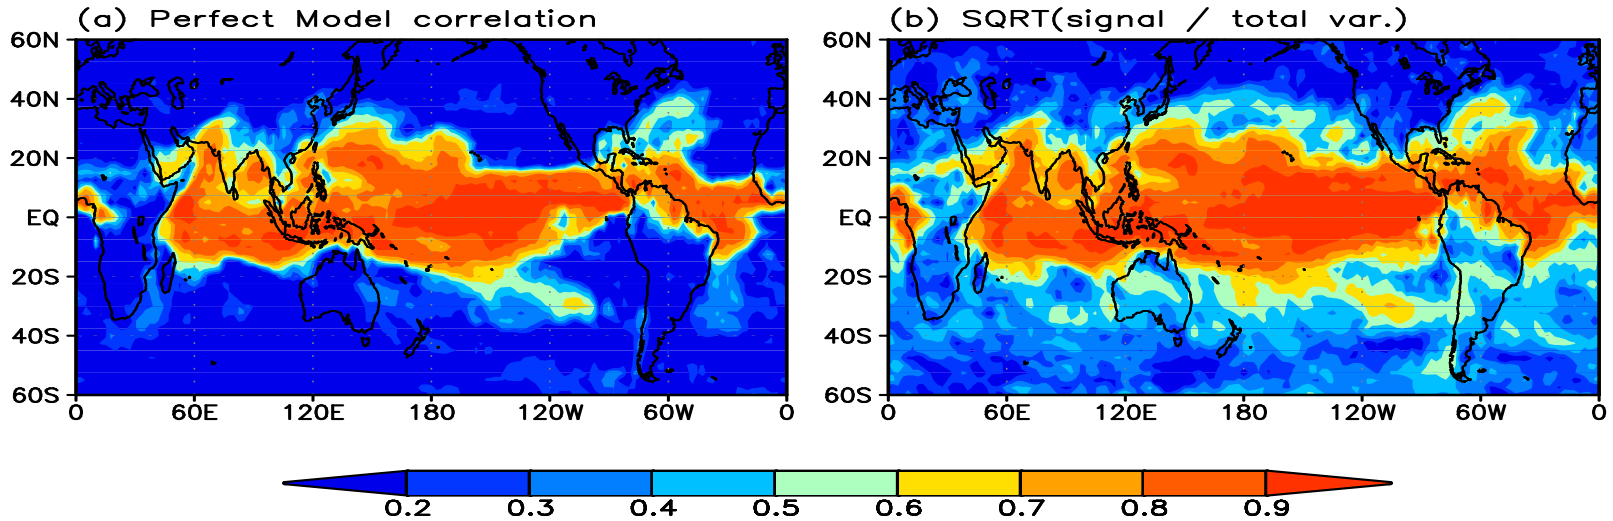 (a) Perfect Model correlation
(b) SQRT(signal / total var.)
60N
40N
20N
EQ
20S
40S
60S
0 60E 120E 180 120W 60W 0
60N
40N
20N
EQ
20S
40S
60S
0 60E 120E 180 120W 60W 0
0.2 0.3 0.4 0.5 0.6 0.7 0.8 0.9